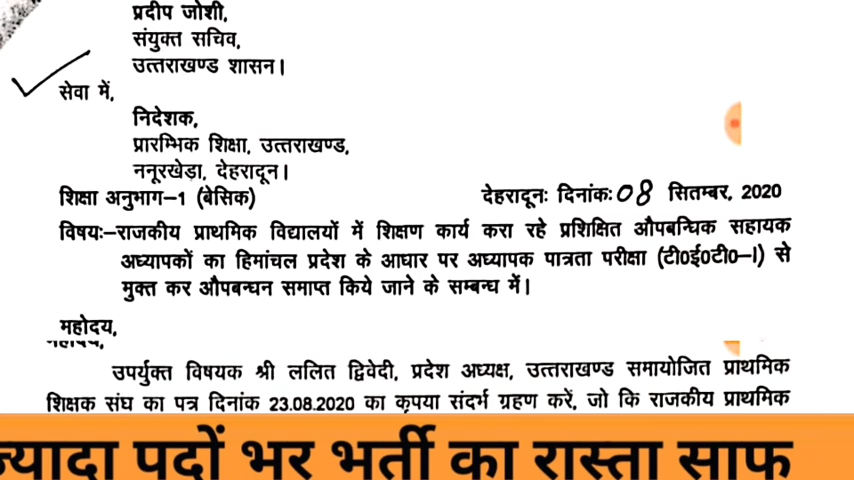 प्रदीप जोशी,
संयुक्त सचिव,
उत्तराखण्ड शासन।
सेवा में,
निदेशक,
प्रारम्भिक शिक्षा, उत्तराखण्ड,
ननूरखेड़ा, देहरादून।
शिक्षा अनुभाग–1 (बेसिक) देहरादूनः दिनांकः 08 सितम्बर, 2020
विषयः–राजकीय प्राथमिक विद्यालयों में शिक्षण कार्य करा रहे प्रशिक्षित औपबन्धिक सहायक
अध्यापकों का हिमांचल प्रदेश के आधार पर अध्यापक पात्रता परीक्षा (टी0ई0टी0–I) से
मुक्त कर औपबन्धन समाप्त किये जाने के सम्बन्ध में।
महोदय,
उपर्युक्त विषयक श्री ललित द्विवेदी, प्रदेश अध्यक्ष, उत्तराखण्ड समायोजित प्राथमिक
शिक्षक संघ का पत्र दिनांक 23.08.2020 का कृपया संदर्भ ग्रहण करें, जो कि राजकीय प्राथमिक
ज्यादा पदों भर भर्ती का रास्ता साफ